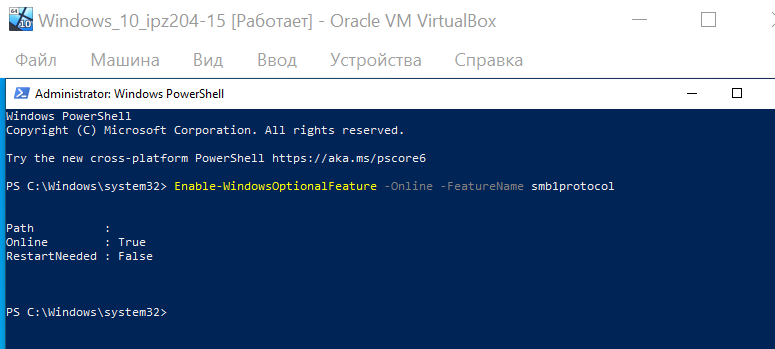 64
10
Windows_10_ipz204-15 [Работает] - Oracle VM VirtualBox
Файл Машина Вид Ввод Устройства Справка
Administrator: Windows PowerShell
Windows PowerShell
Copyright (C) Microsoft Corporation. All rights reserved.
Try the new cross-platform PowerShell https://aka.ms/pscore6
PS C:\Windows\system32> Enable-WindowsOptionalFeature -Online -FeatureName smb1protocol
Path :
Online : True
RestartNeeded : False
PS C:\Windows\system32>